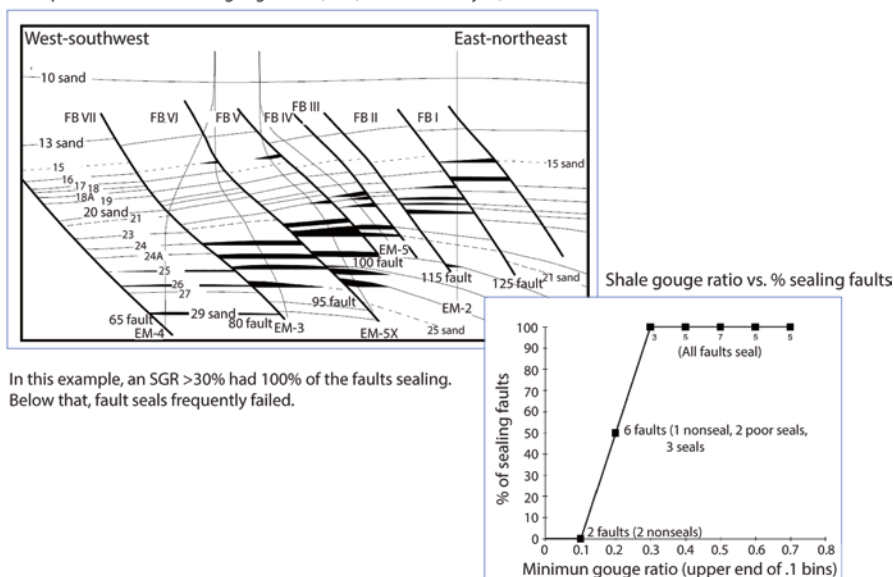 West-southwest
East-northeast
10 sand
FB VII
FB VI
FB V
FB IV
FB III
FB II
FB I
13 sand
15
15 sand
16
17
18
18A
19
20 sand
21
23
24
24A
25
26
27
29 sand
65 fault
EM-4
80 fault
EM-3
95 fault
EM-5X
100 fault
EM-5
115 fault
EM-2
125 fault
21 sand
25 sand
Shale gouge ratio vs. % sealing faults
In this example, an SGR >30% had 100% of the faults sealing.
Below that, fault seals frequently failed.
100
90
80
70
60
50
40
30
20
10
0
% of sealing faults
3 5 7 5 5
(All faults seal)
6 faults (1 nonseal, 2 poor seals,
3 seals
2 faults (2 nonseals)
0 0.1 0.2 0.3 0.4 0.5 0.6 0.7 0.8
Minimun gouge ratio (upper end of .1 bins)